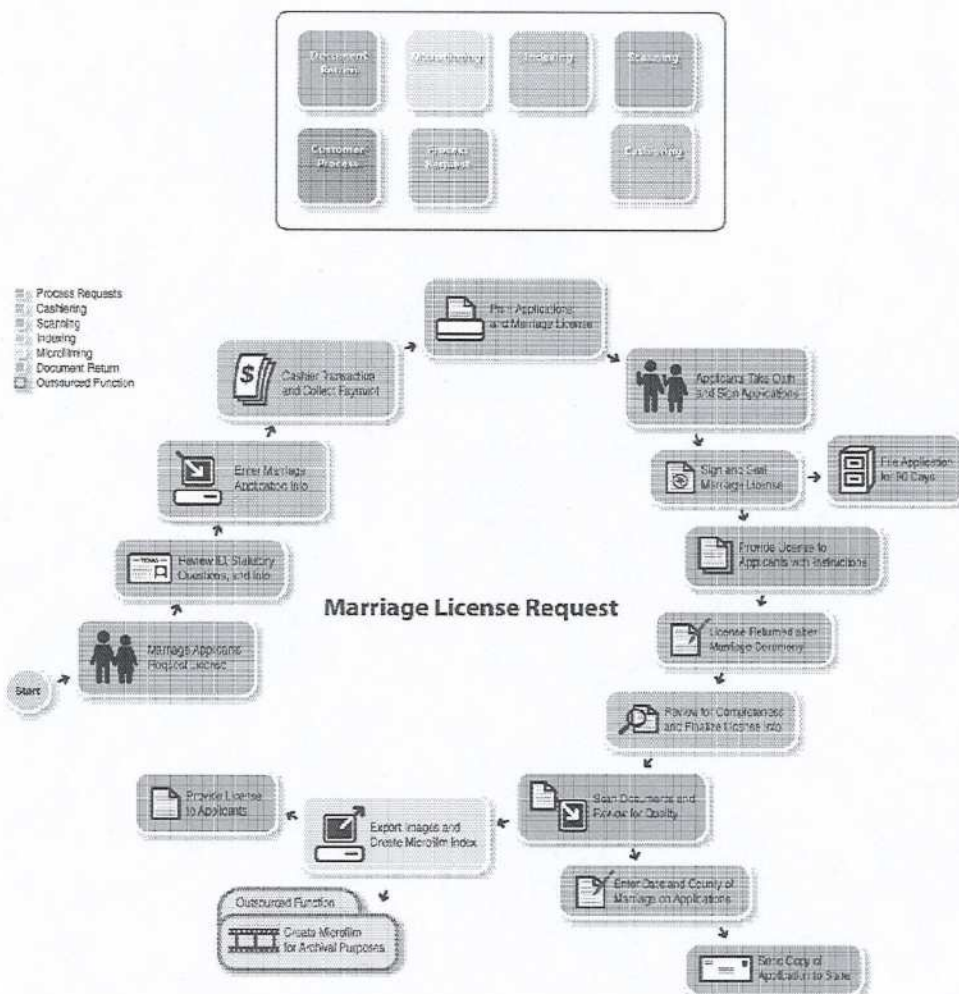 Document
Return
Microfilming
Indexing
Scanning
Customer
Process
Process
Request
Cashiering
Process Requests
Cashiering
Scanning
Indexing
Microfilming
Document Return
Outsourced Function
Print Applications
and Marriage License
Cashier Transaction
and Collect Payment
Applicants Take Oath
and Sign Applications
Enter Marriage
Application Info
Sign and Seal
Marriage License
File Application
for 90 Days
TEXAS
Review ID, Statutory
Questions, and Info
Provide License to
Applicants with Instructions
Marriage License Request
Marriage Applicants
Request License
License Returned after
Marriage Ceremony
Start
Review for Completeness
and Finalize License Info
Provide License
to Applicants
Export Images and
Create Microfilm Index
Scan Documents and
Review for Quality
Enter Date and County of
Marriage on Applications
Outsourced Function
Create Microfilm
for Archival Purposes
Send Copy of
Application to State